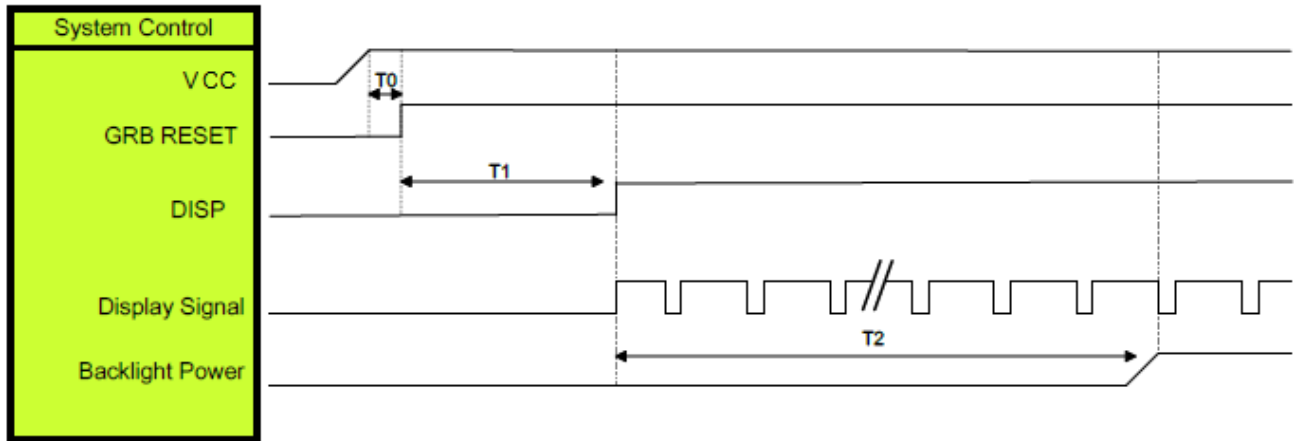 System Control
VCC
T0
GRB RESET
T1
DISP
Display Signal
T2
Backlight Power